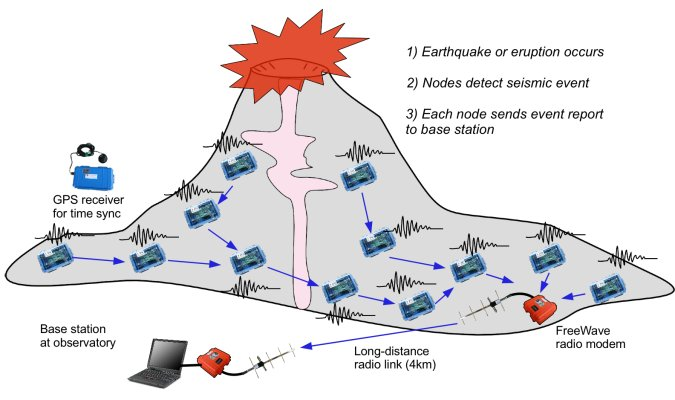 1) Earthquake or eruption occurs
2) Nodes detect seismic event
3) Each node sends event report
to base station
GPS receiver
for time sync
Base station
at observatory
Long-distance
radio link (4km)
FreeWave
radio modem